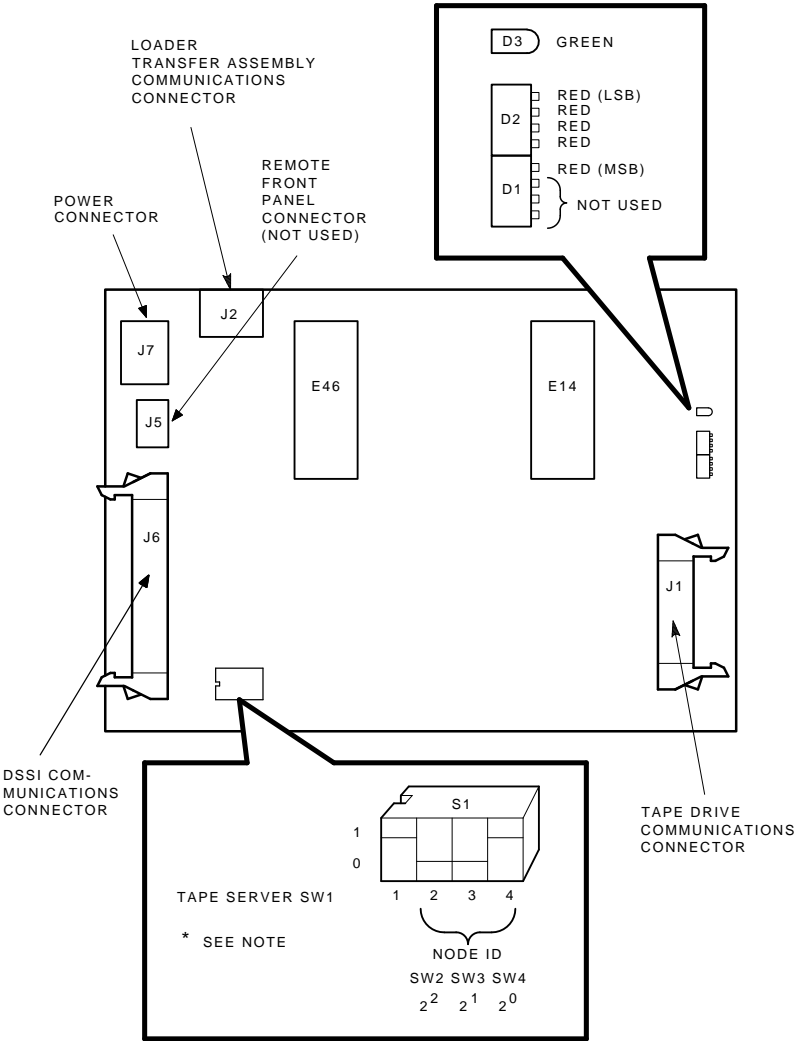 LOADER
TRANSFER ASSEMBLY
COMMUNICATIONS
CONNECTOR
REMOTE
FRONT
PANEL
CONNECTOR
(NOT USED)
POWER
CONNECTOR
D3 GREEN
D2
RED (LSB)
RED
RED
RED
D1
RED (MSB)
NOT USED
J2
J7
J5
E46
E14
J6
J1
DSSI COM-
MUNICATIONS
CONNECTOR
TAPE DRIVE
COMMUNICATIONS
CONNECTOR
S1
1
0
TAPE SERVER SW1
1 2 3 4
* SEE NOTE
NODE ID
SW2 SW3 SW4
2² 2¹ 2⁰